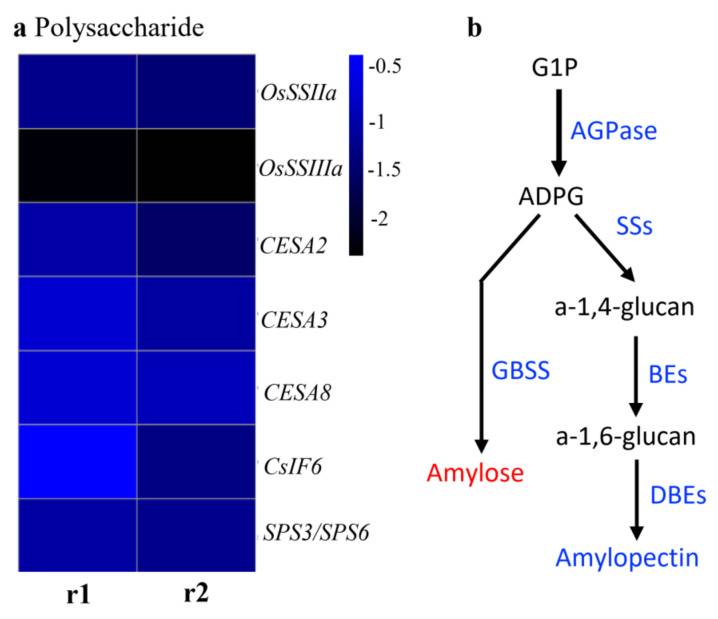 a Polysaccharide
OsSSIIa
OsSSIIIa
CESA2
CESA3
CESA8
CsIF6
SPS3/SPS6
r1
r2
-0.5
-1
-1.5
-2
b
G1P
AGPase
ADPG
SSs
a-1,4-glucan
GBSS
BEs
a-1,6-glucan
Amylose
DBEs
Amylopectin